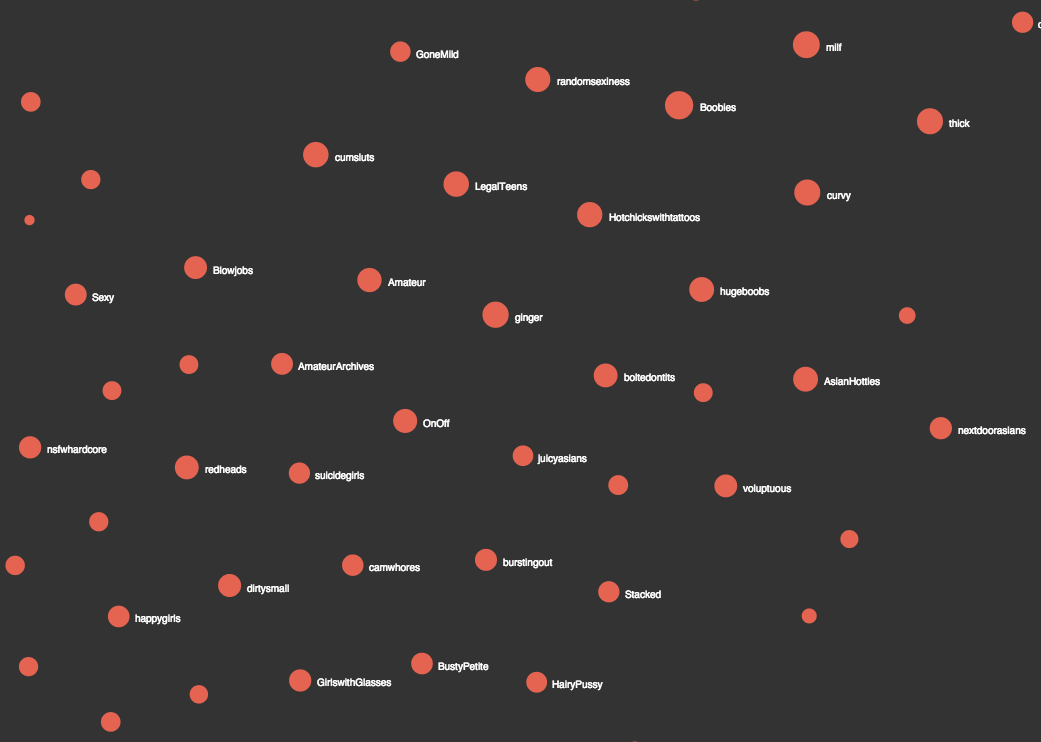 GoneMild
milf
randomsexiness
Boobies
thick
cumsluts
LegalTeens
curvy
Hotchickswithtattoos
Blowjobs
Amateur
hugeboobs
Sexy
ginger
AmateurArchives
boltedontits
AsianHotties
OnOff
nextdoorasians
nsfwhardcore
juicyasians
redheads
suicidegirls
voluptuous
burstingout
camwhores
dirtysmall
Stacked
happygirls
BustyPetite
GirlswithGlasses
HairyPussy